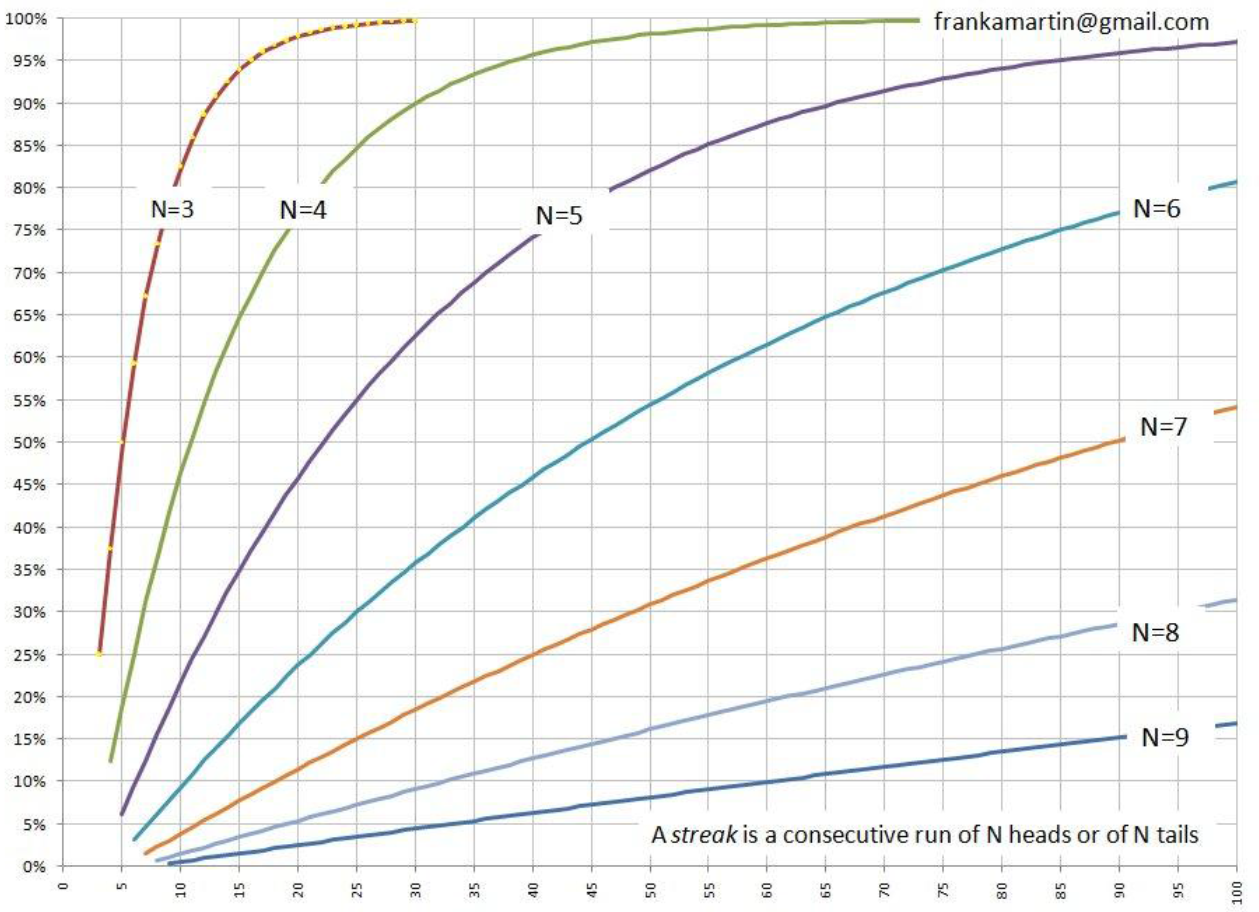 100%
frankamartin@gmail.com
95%
90%
85%
80%
N=3
N=4
N=5
N=6
75%
70%
65%
60%
55%
50%
N=7
45%
40%
35%
30%
N=8
25%
20%
15%
N=9
10%
5%
A streak is a consecutive run of N heads or of N tails
0%
0 5 10 15 20 25 30 35 40 45 50 55 60 65 70 75 80 85 90 95 100